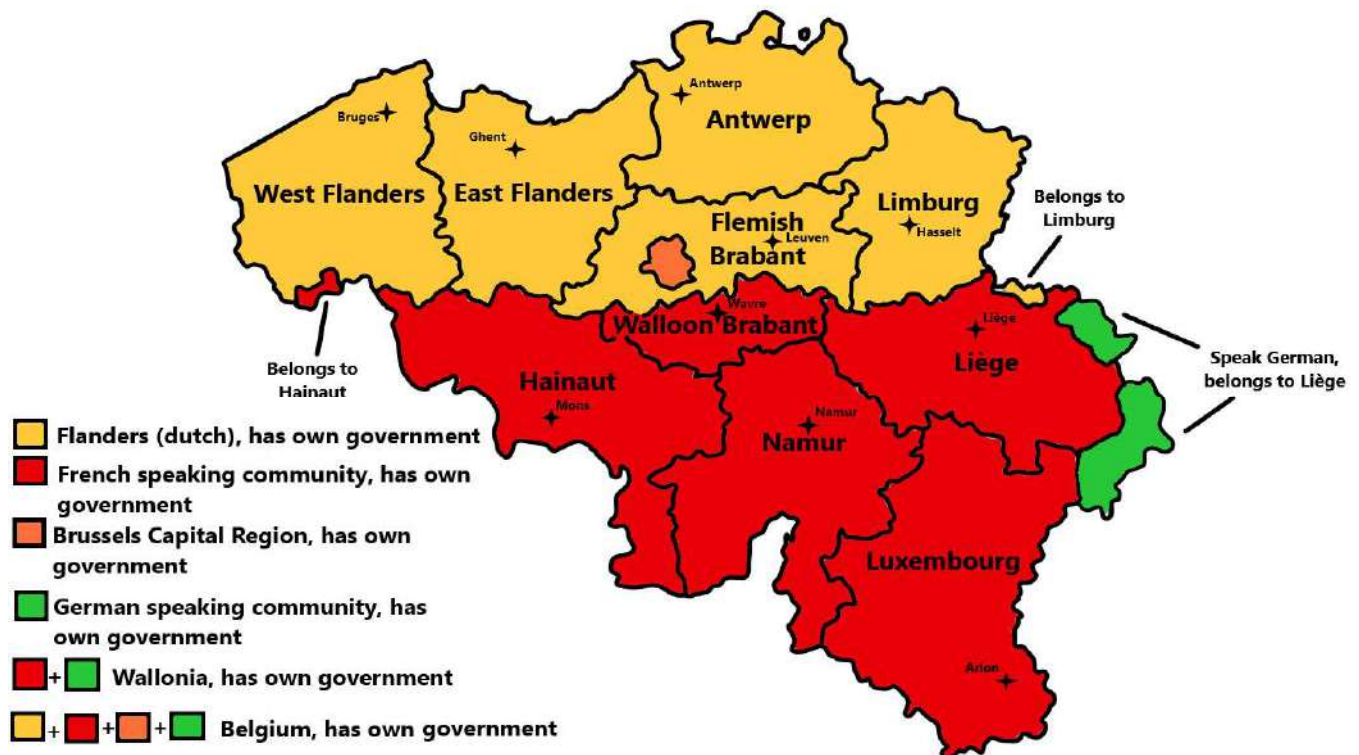 Antwerp
Antwerp
Bruges
Ghent
West Flanders
East Flanders
Limburg
Hasselt
Belongs to
Limburg
Flemish
Leuven
Brabant
Wavre
Walloon Brabant
Liège
Liège
Belongs to
Hainaut
Hainaut
Mons
Namur
Namur
Speak German,
belongs to Liège
Luxembourg
Arlon
Flanders (dutch), has own government
French speaking community, has own
government
Brussels Capital Region, has own
government
German speaking community, has
own government
+ Wallonia, has own government
+ + + Belgium, has own government